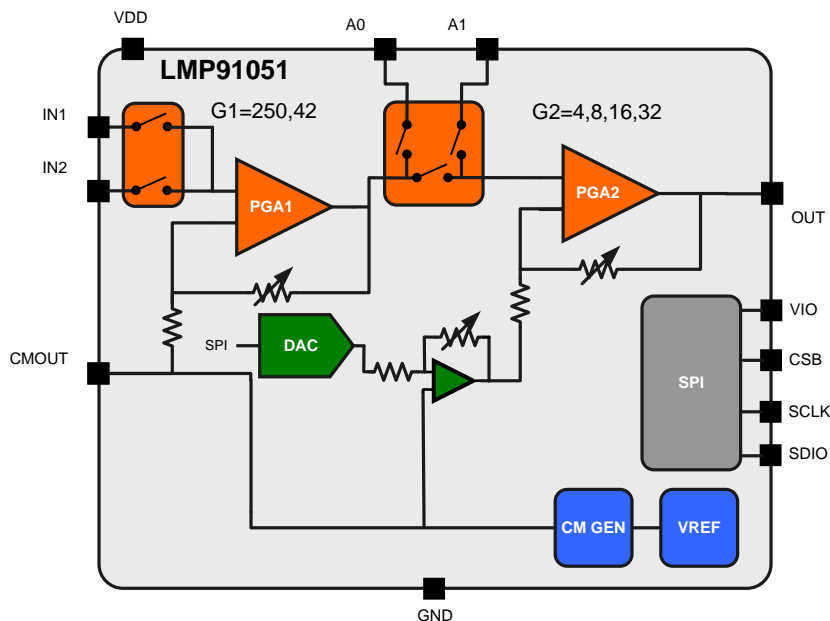 VDD
A0
A1
LMP91051
IN1
G1=250,42
G2=4,8,16,32
IN2
PGA1
PGA2
OUT
VIO
SPI
DAC
CMOUT
CSB
SPI
SCLK
SDIO
CM GEN
VREF
GND